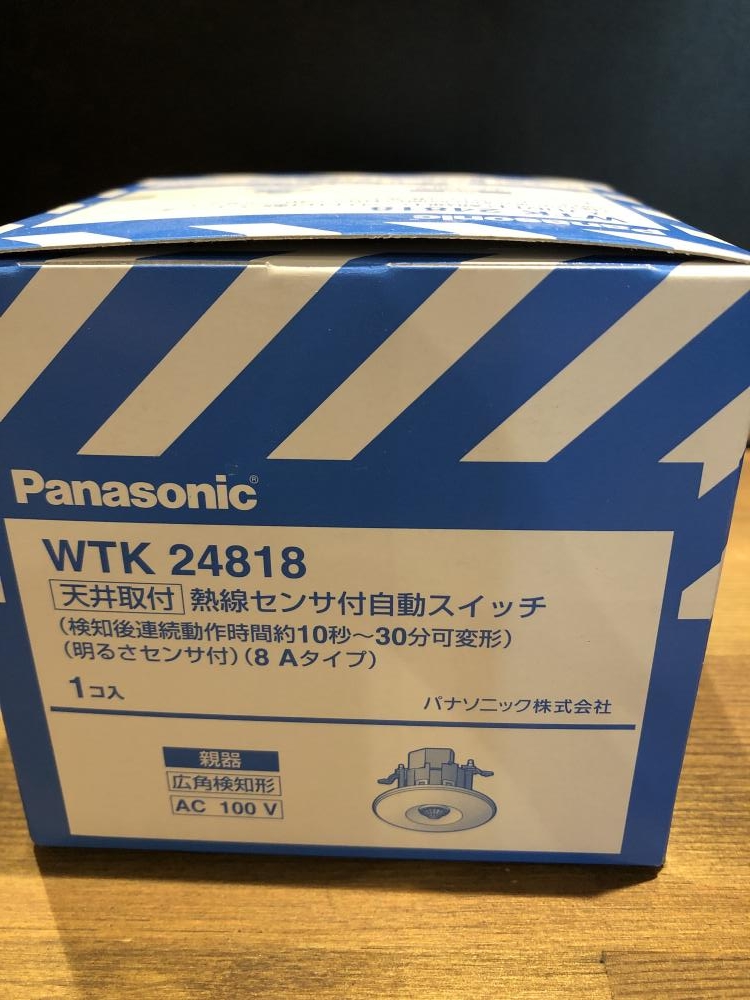 Panasonic®
WTK 24818
天井取付 熱線センサ付自動スイッチ
(検知後連続動作時間約10秒～30分可変形)
(明るさセンサ付)(8 Aタイプ)
1コ入
パナソニック株式会社
親器
広角検知形
AC 100 V